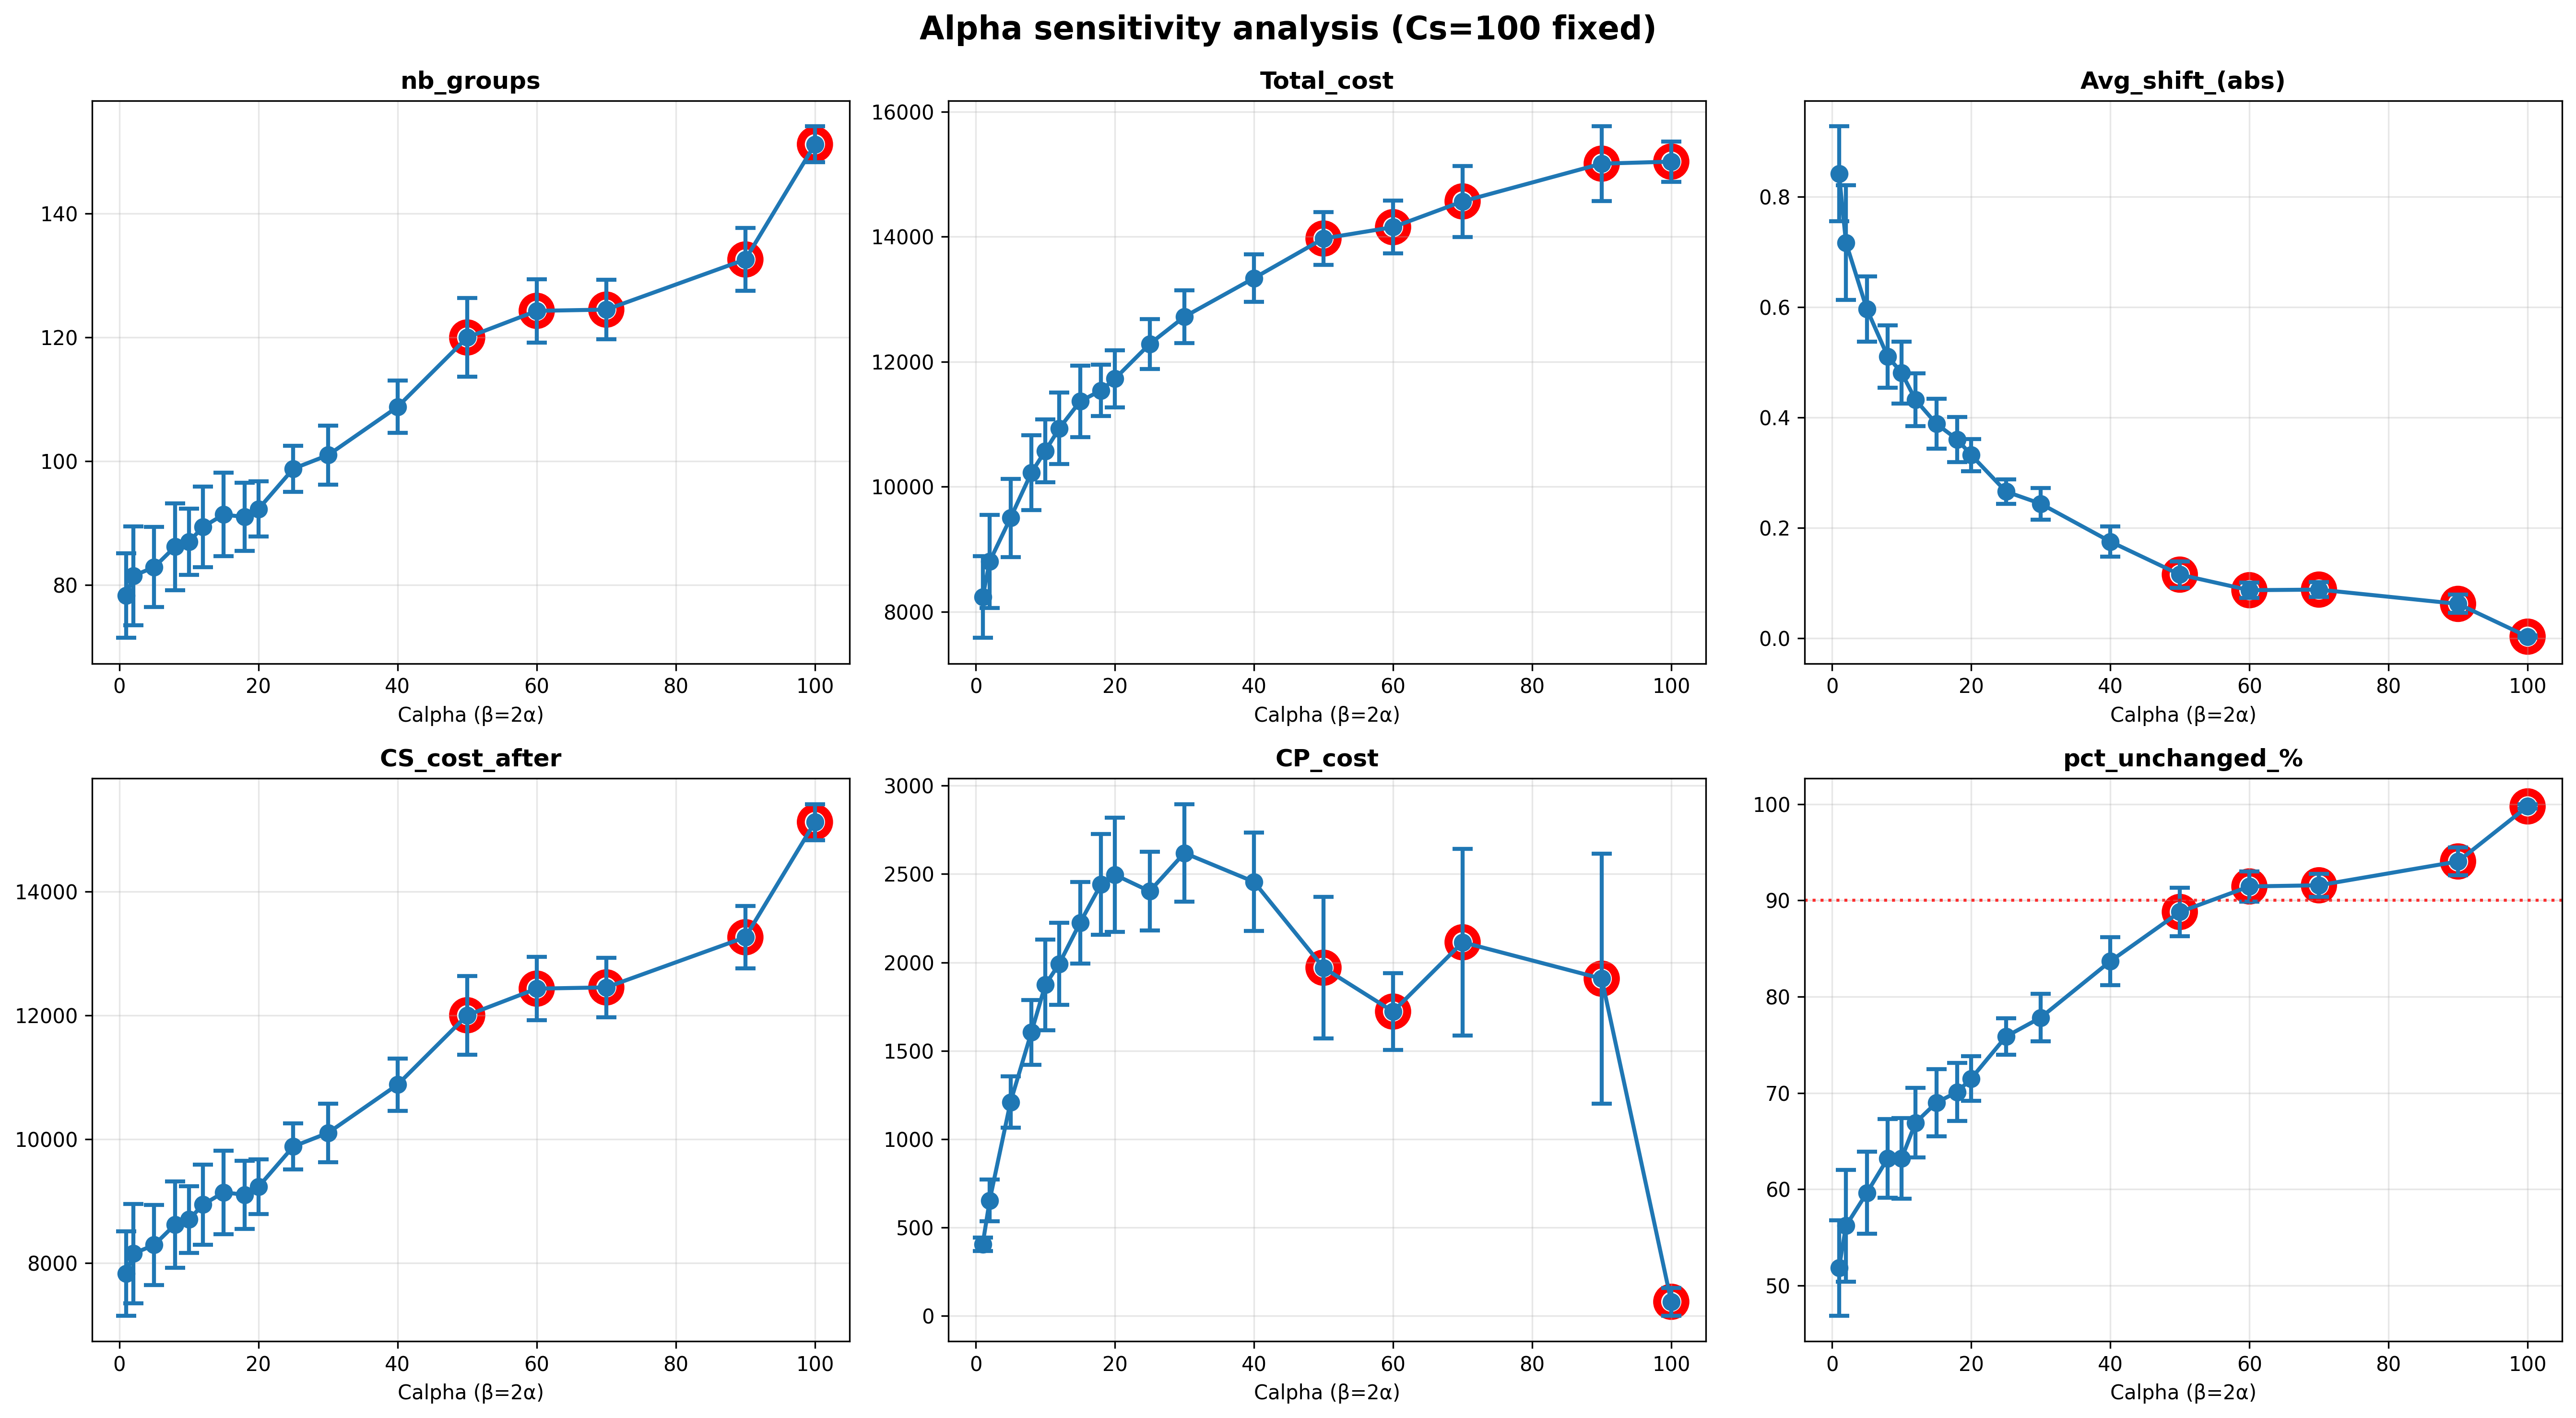 Alpha sensitivity analysis (Cs=100 fixed)
nb_groups
140
120
100
80
0 20 40 60 80 100
Calpha (β=2α)
Total_cost
16000
14000
12000
10000
8000
0 20 40 60 80 100
Calpha (β=2α)
Avg_shift_(abs)
0.8
0.6
0.4
0.2
0.0
0 20 40 60 80 100
Calpha (β=2α)
CS_cost_after
14000
12000
10000
8000
0 20 40 60 80 100
Calpha (β=2α)
CP_cost
3000
2500
2000
1500
1000
500
0
0 20 40 60 80 100
Calpha (β=2α)
pct_unchanged_%
100
90
80
70
60
50
0 20 40 60 80 100
Calpha (β=2α)